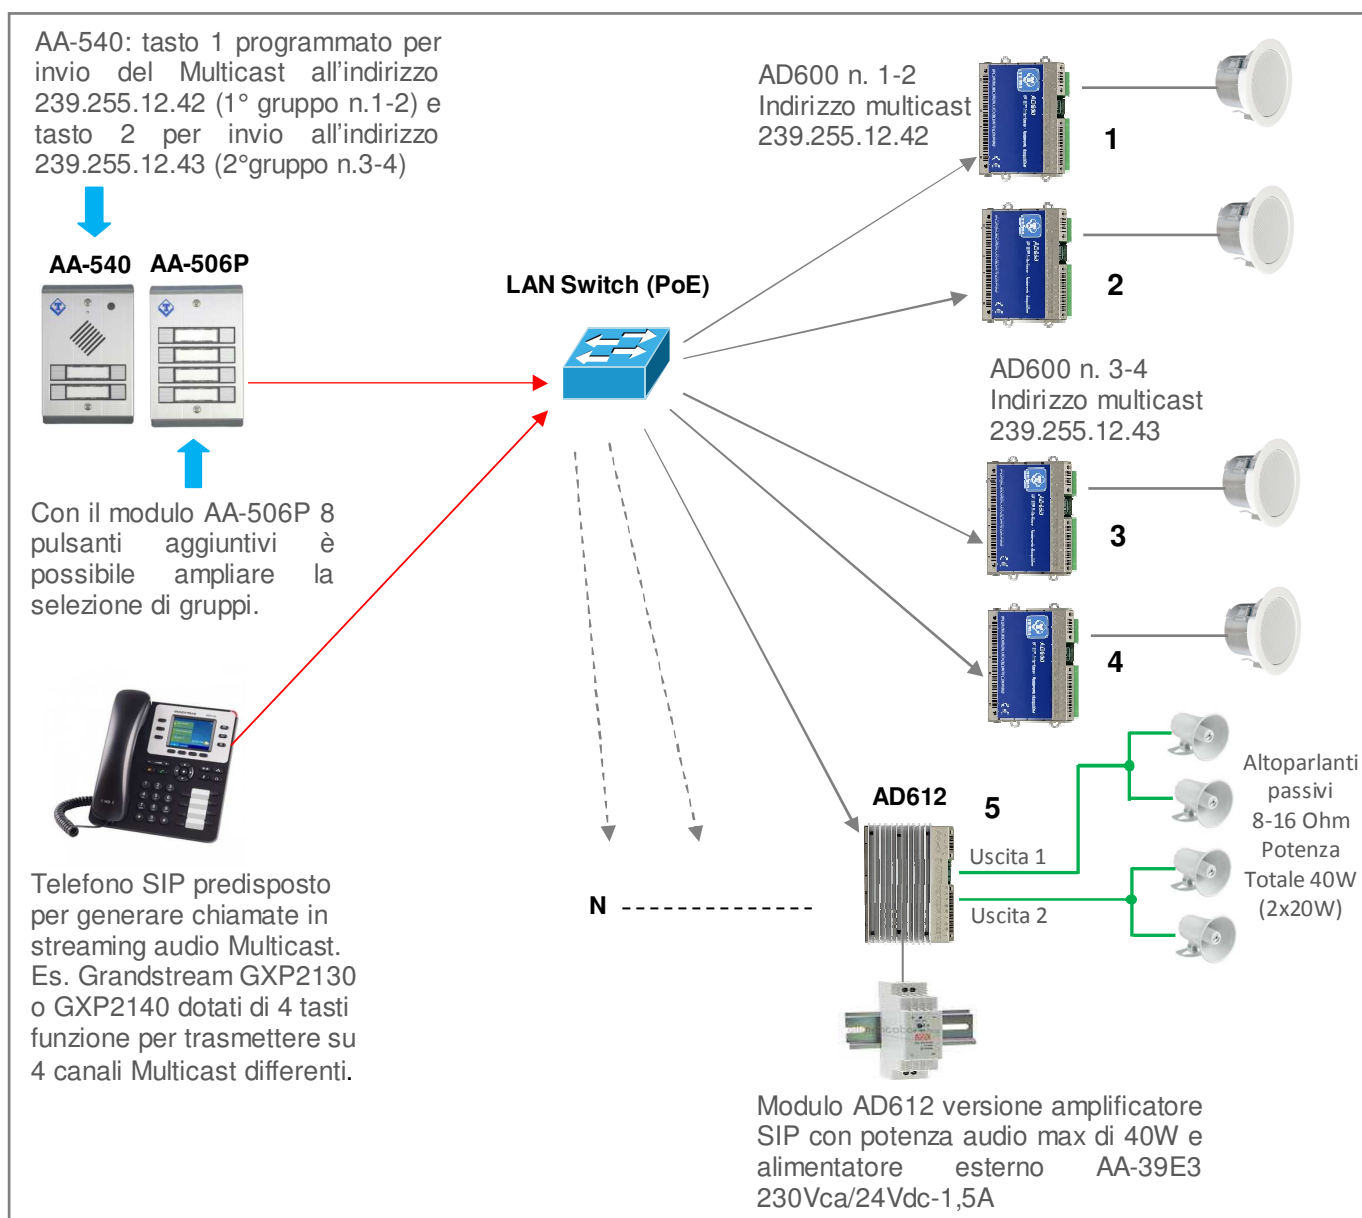 AA-540: tasto 1 programmato per
invio del Multicast all'indirizzo
239.255.12.42 (1° gruppo n.1-2) e
tasto 2 per invio all'indirizzo
239.255.12.43 (2°gruppo n.3-4)
AA-540 AA-506P
Con il modulo AA-506P 8
pulsanti aggiuntivi è
possibile ampliare la
selezione di gruppi.
Telefono SIP predisposto
per generare chiamate in
streaming audio Multicast.
Es. Grandstream GXP2130
o GXP2140 dotati di 4 tasti
funzione per trasmettere su
4 canali Multicast differenti.
LAN Switch (PoE)
AD600 n. 1-2
Indirizzo multicast
239.255.12.42
1
2
AD600 n. 3-4
Indirizzo multicast
239.255.12.43
3
4
AD612
5
Uscita 1
Uscita 2
N
Altoparlanti
passivi
8-16 Ohm
Potenza
Totale 40W
(2x20W)
Modulo AD612 versione amplificatore
SIP con potenza audio max di 40W e
alimentatore esterno AA-39E3
230Vca/24Vdc-1,5A